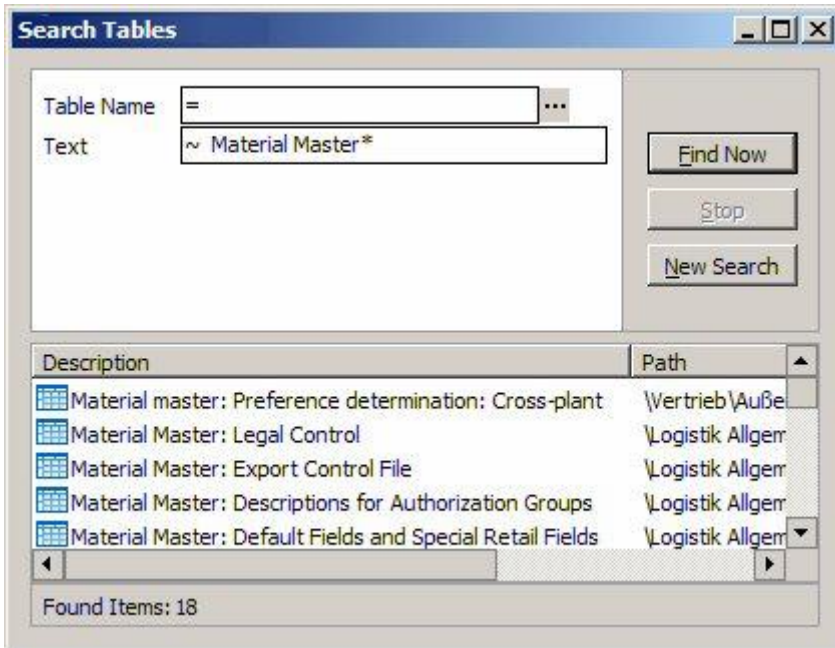 Search Tables
Table Name =
...
Text ~ Material Master*
Find Now
Stop
New Search
Description Path
Material master: Preference determination: Cross-plant \Vertrieb\Auße
Material Master: Legal Control \Logistik Allgem
Material Master: Export Control File \Logistik Allgem
Material Master: Descriptions for Authorization Groups \Logistik Allgem
Material Master: Default Fields and Special Retail Fields \Logistik Allgem
Found Items: 18